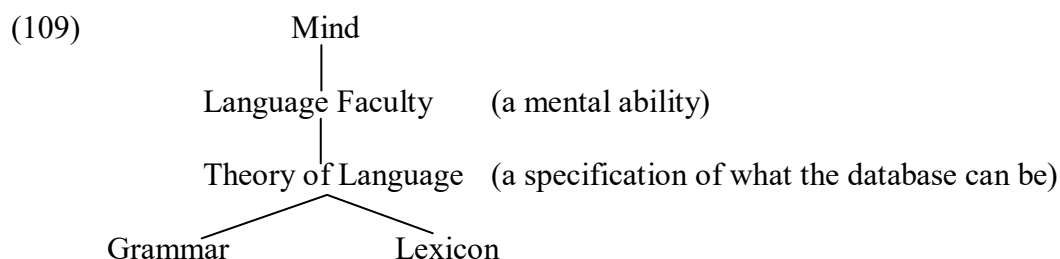 (109) Mind
Language Faculty (a mental ability)
Theory of Language (a specification of what the database can be)
Grammar Lexicon